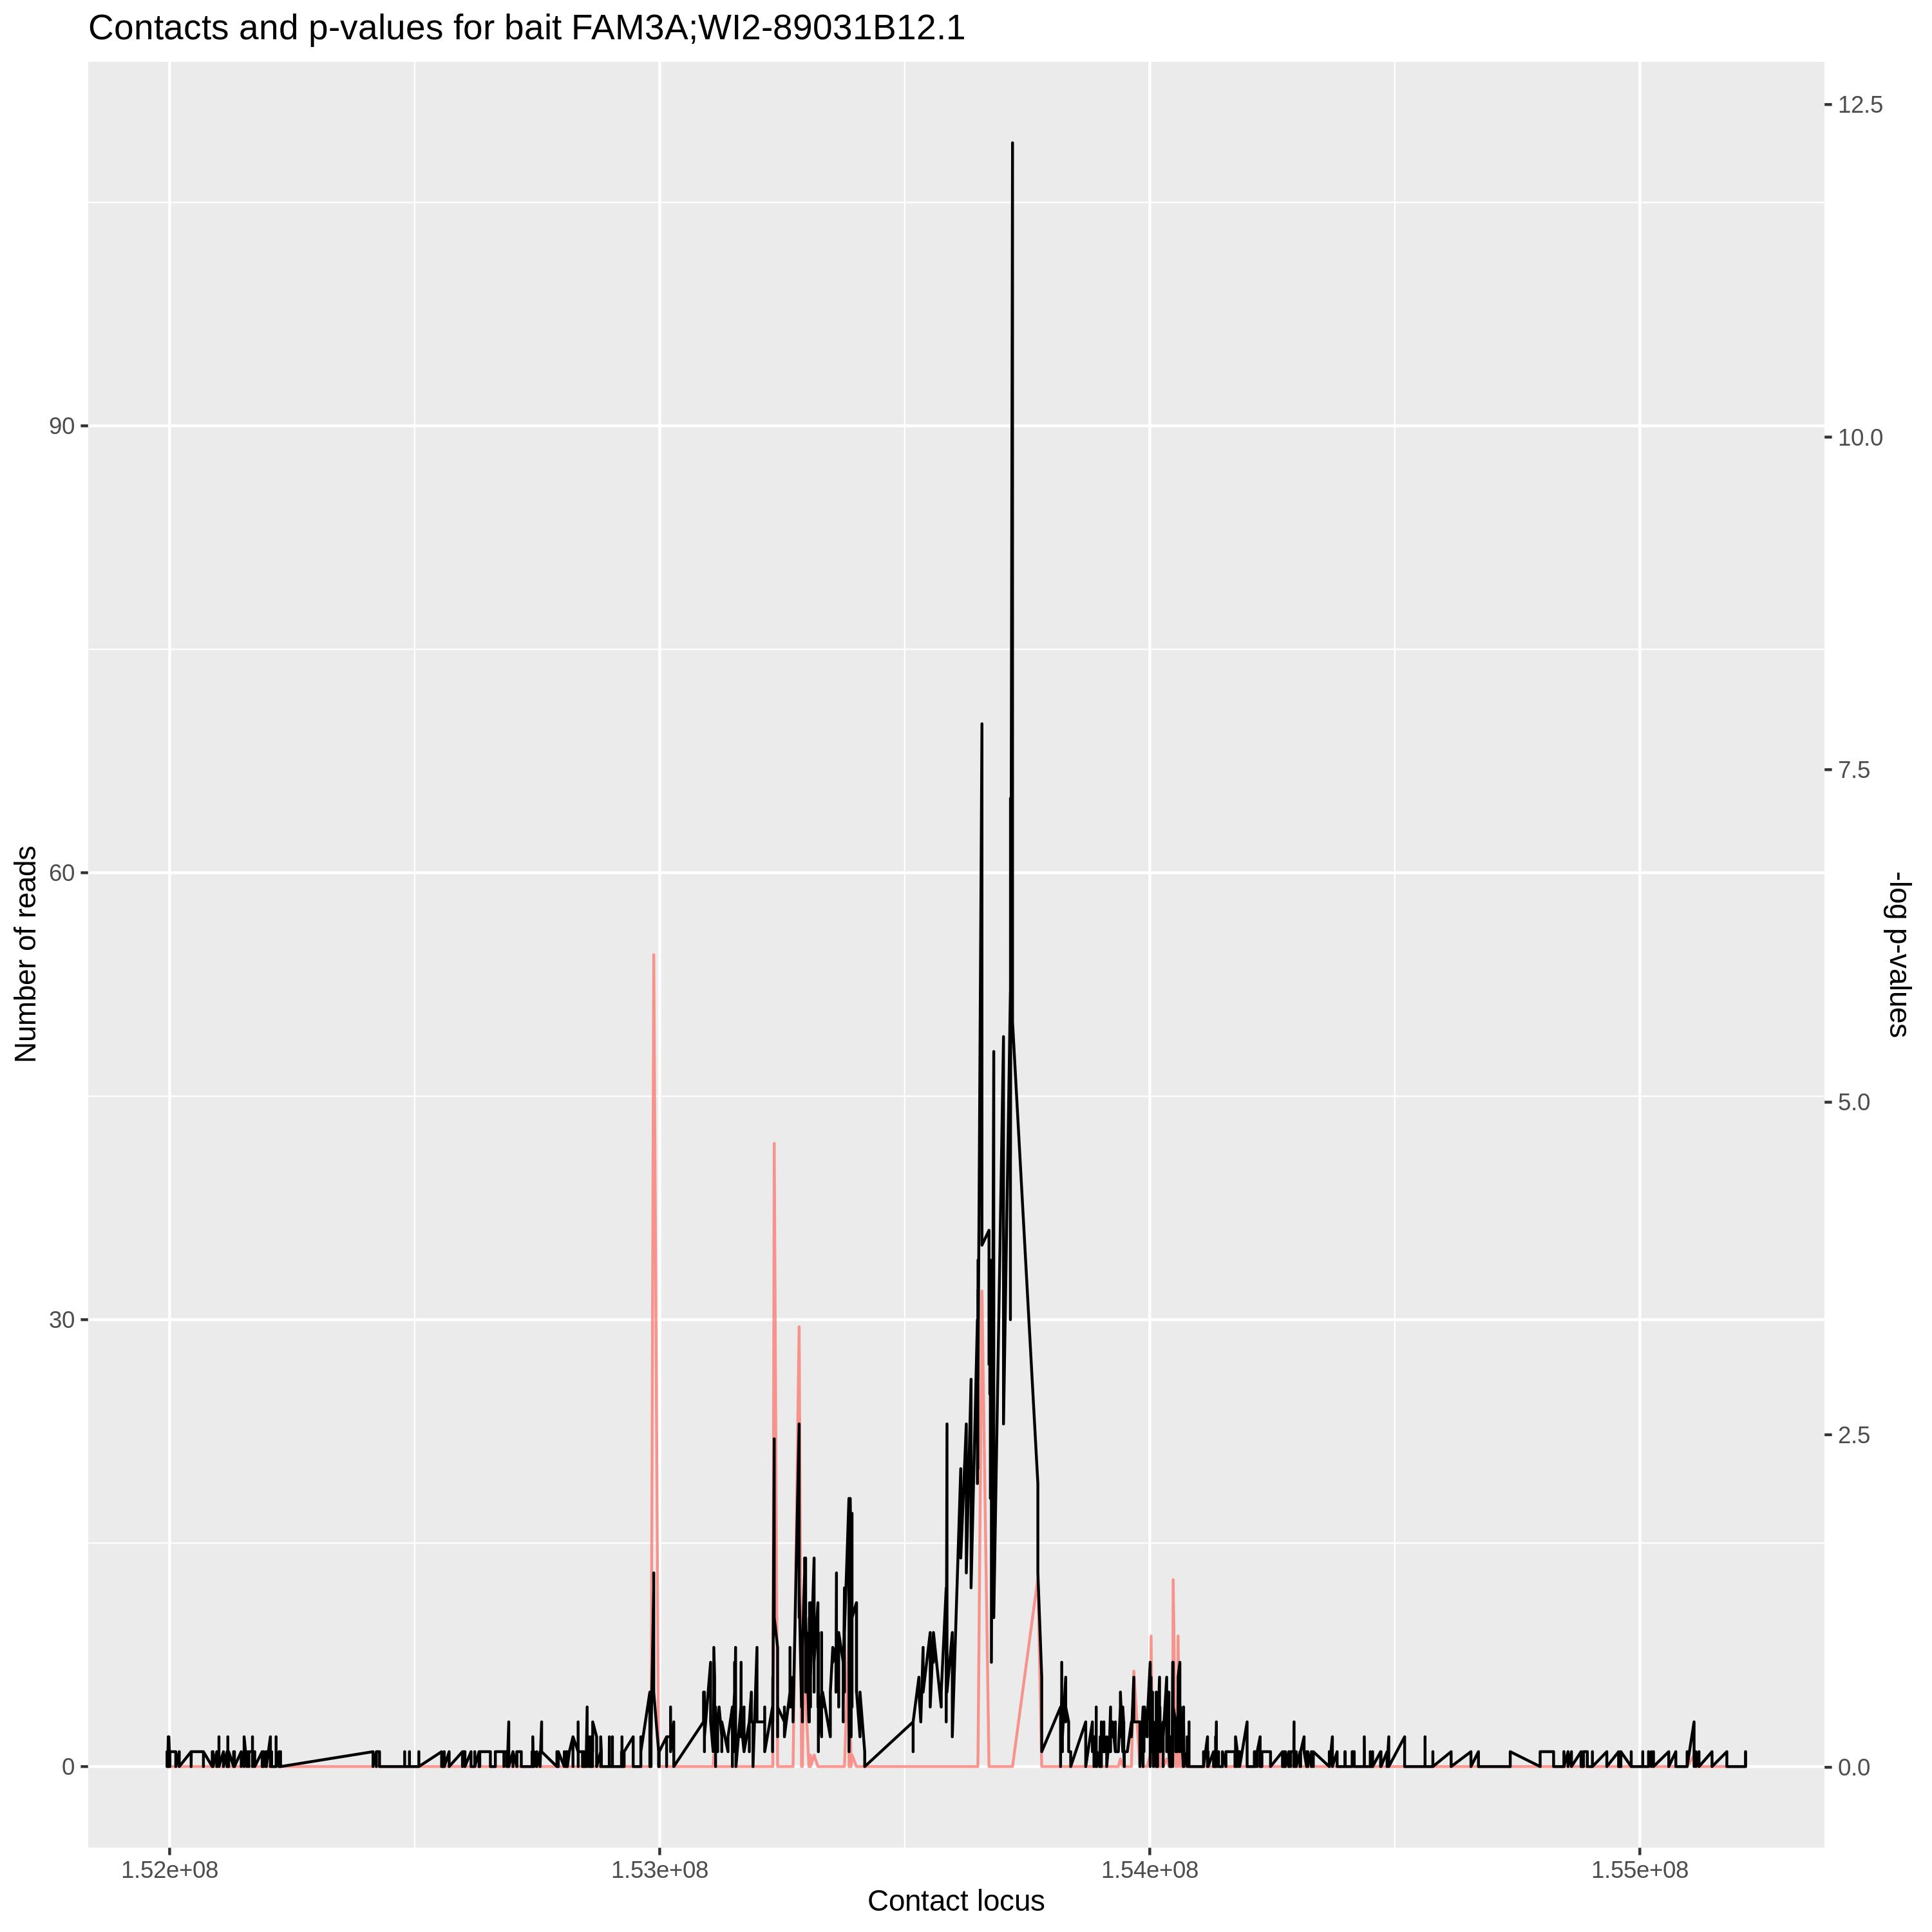 Contacts and p-values for bait FAM3A;WI2-89031B12.1
12.5
10.0
7.5
5.0
2.5
0.0
90
60
30
0
Number of reads
-log p-values
1.52e+08 1.53e+08 1.54e+08 1.55e+08
Contact locus